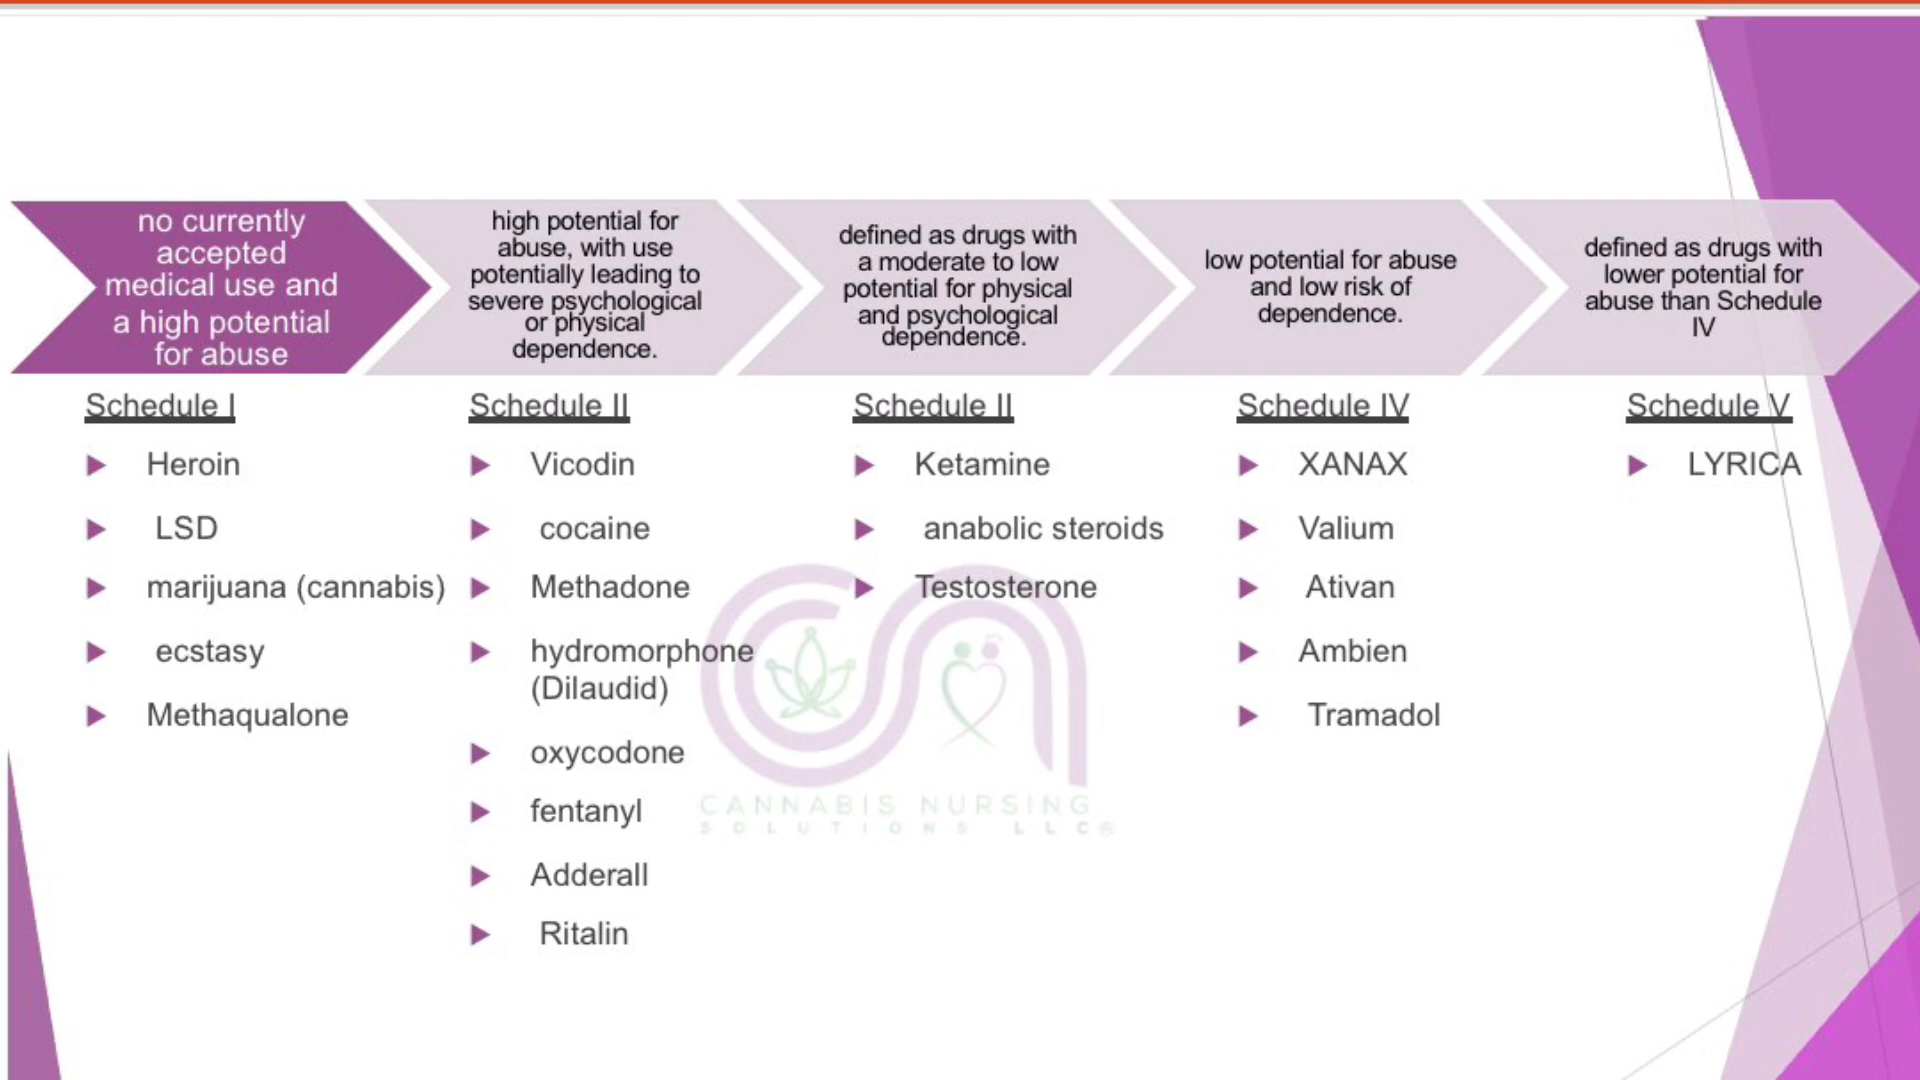 no currently
accepted
medical use and
a high potential
for abuse
high potential for
abuse, with use
potentially leading to
severe psychological
or physical
dependence.
defined as drugs with
a moderate to low
potential for physical
and psychological
dependence.
low potential for abuse
and low risk of
dependence.
defined as drugs with
lower potential for
abuse than Schedule
IV
Schedule I
Heroin
LSD
marijuana (cannabis)
ecstasy
Methaqualone
Schedule II
Vicodin
cocaine
Methadone
hydromorphone
(Dilaudid)
oxycodone
fentanyl
Adderall
Ritalin
Schedule II
Ketamine
anabolic steroids
Testosterone
Schedule IV
XANAX
Valium
Ativan
Ambien
Tramadol
Schedule V
LYRICA
CANNABIS NURSING
SOLUTIONS LLC®